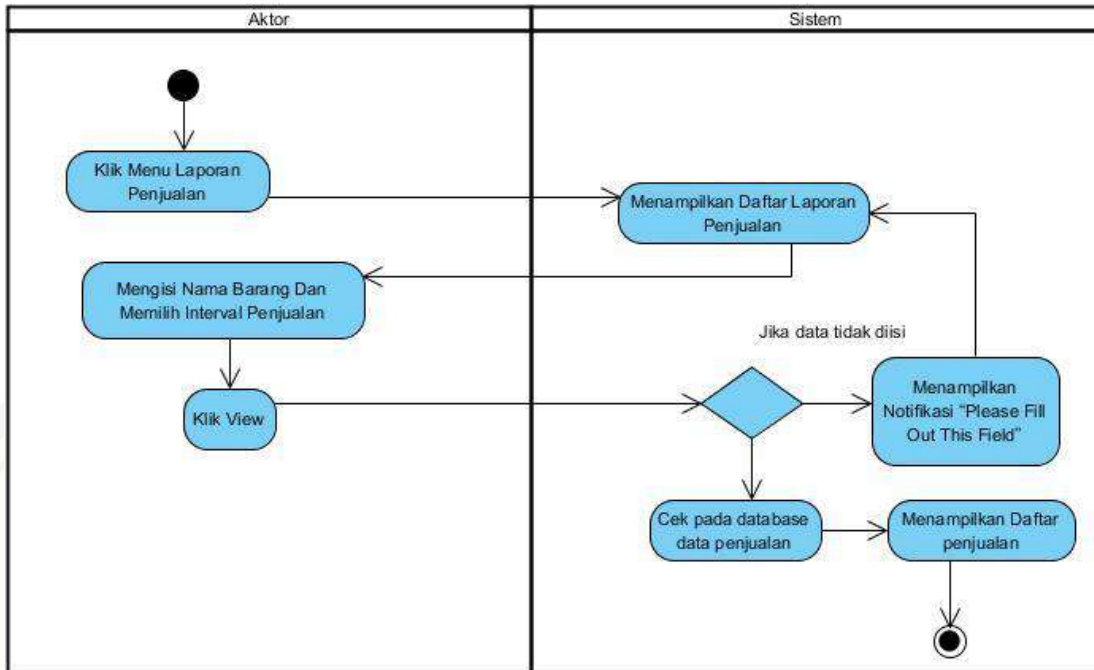 Aktor
Sistem
Klik Menu Laporan
Penjualan
Menampilkan Daftar Laporan
Penjualan
Mengisi Nama Barang Dan
Memilih Interval Penjualan
Jika data tidak diisi
Klik View
Menampilkan
Notifikasi “Please Fill
Out This Field”
Cek pada database
data penjualan
Menampilkan Daftar
penjualan